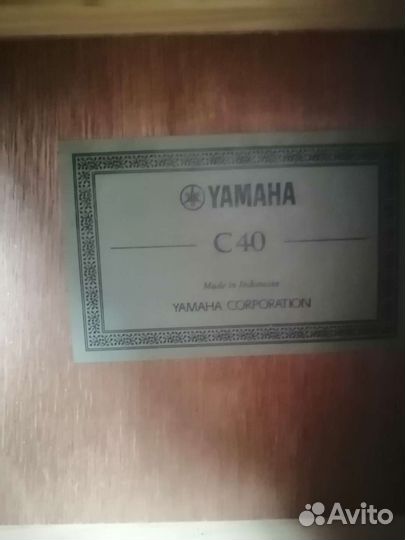 YAMAHA
C40
Made in Indonesia
YAMAHA CORPORATION
Avito